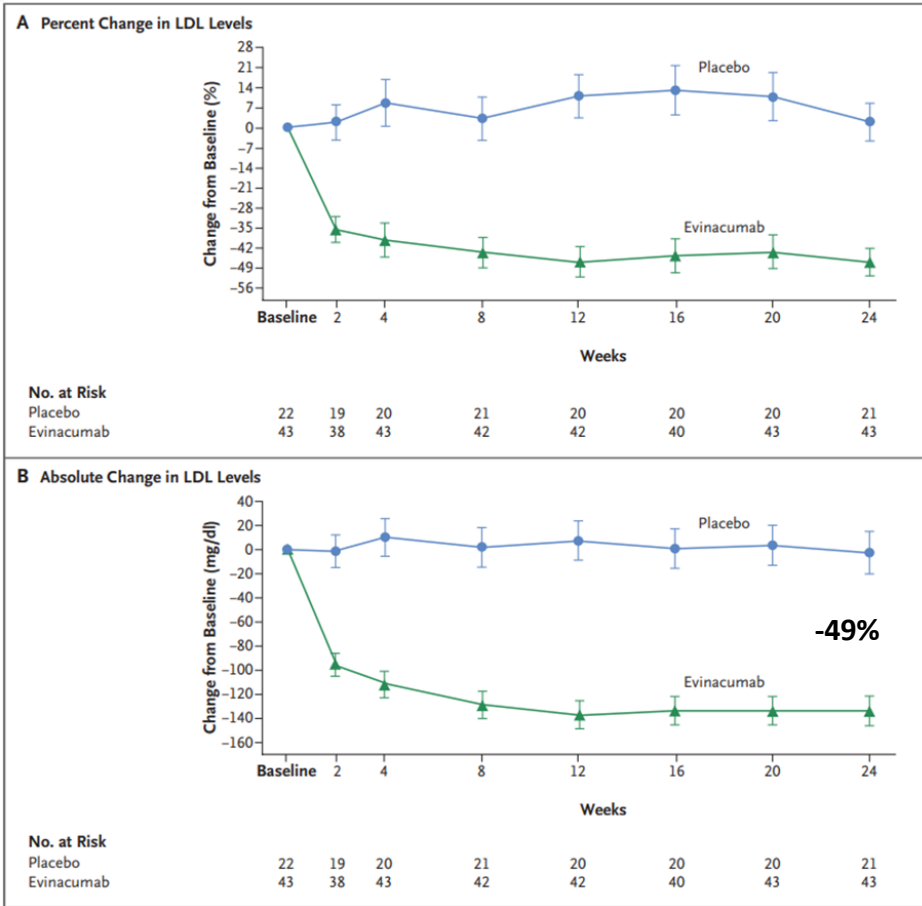 A Percent Change in LDL Levels
28
21
14
7
0
−7
−14
−21
−28
−35
−42
−49
−56
Change from Baseline (%)
Placebo
Evinacumab
Baseline 2 4 8 12 16 20 24
Weeks
No. at Risk
Placebo 22 19 20 21 20 20 20 21
Evinacumab 43 38 43 42 42 40 43 43
B Absolute Change in LDL Levels
40
20
0
−20
−40
−60
−80
−100
−120
−140
−160
Change from Baseline (mg/dl)
Placebo
-49%
Evinacumab
Baseline 2 4 8 12 16 20 24
Weeks
No. at Risk
Placebo 22 19 20 21 20 20 20 21
Evinacumab 43 38 43 42 42 40 43 43